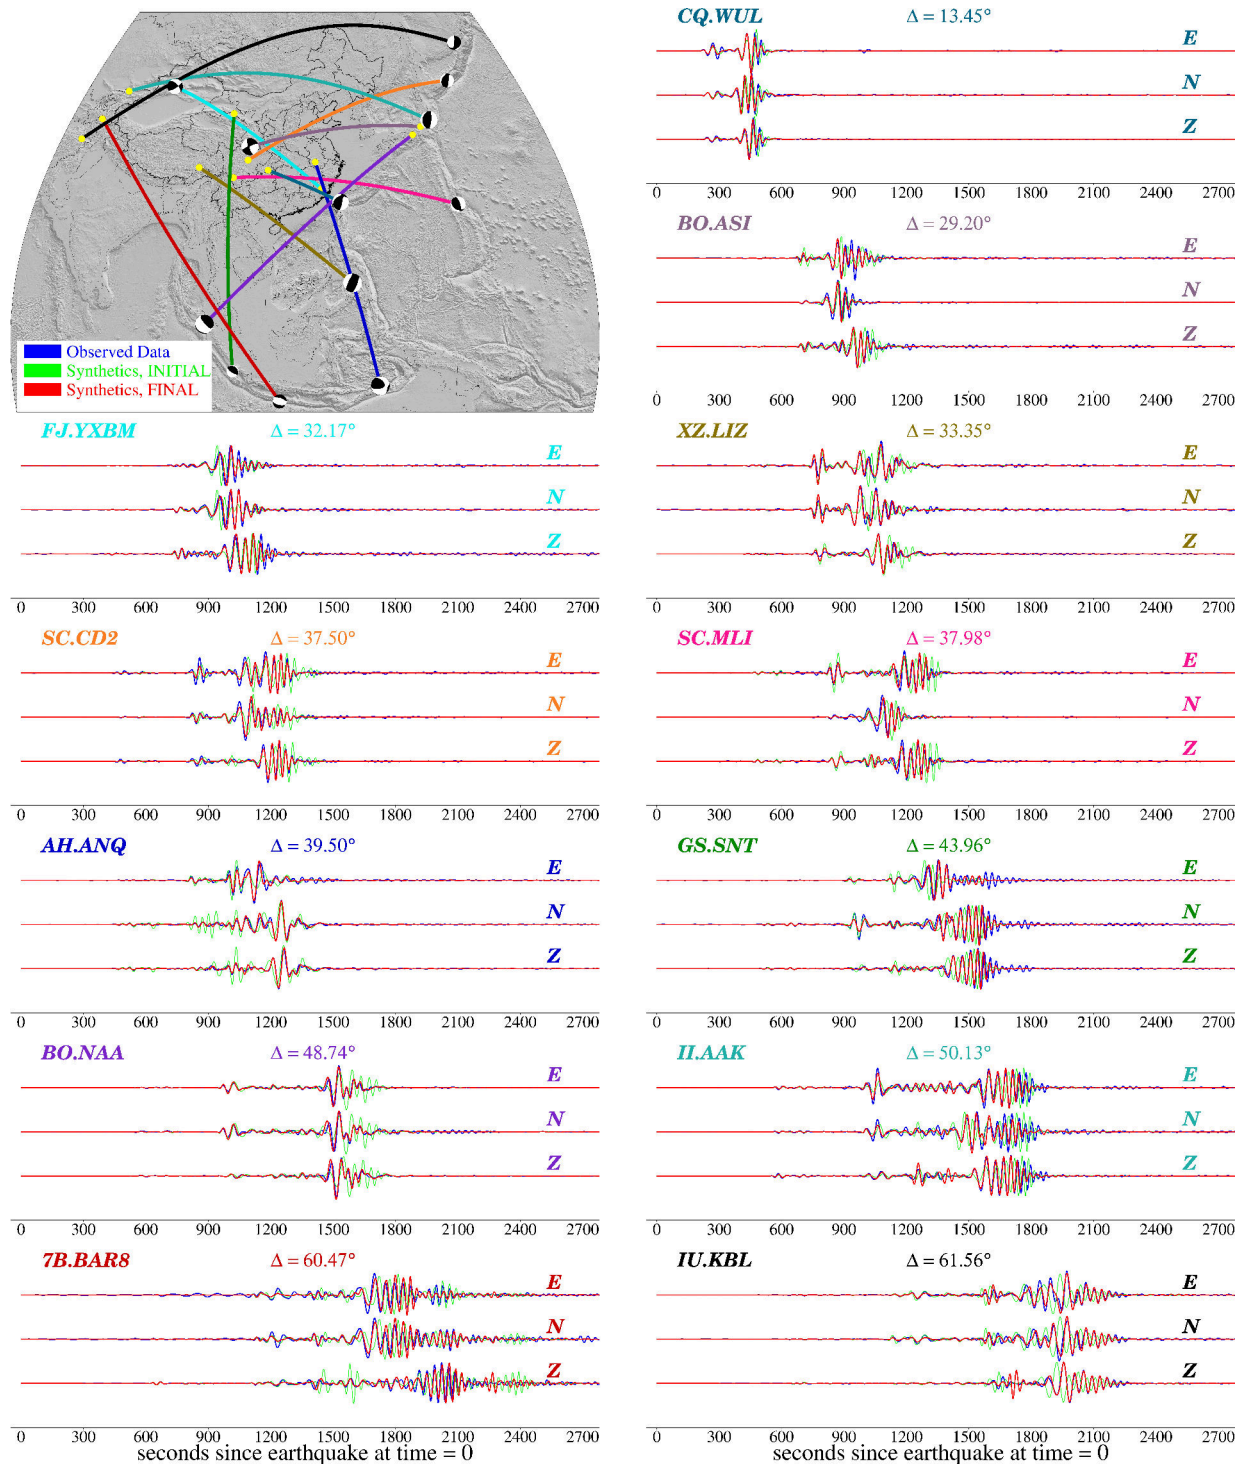 CQ.WUL Δ = 13.45°
E
N
Z
0 300 600 900 1200 1500 1800 2100 2400 2700
BO.ASI Δ = 29.20°
E
N
Z
0 300 600 900 1200 1500 1800 2100 2400 2700
Observed Data
Synthetics, INITIAL
Synthetics, FINAL
FJ.YXBM Δ = 32.17°
E
N
Z
0 300 600 900 1200 1500 1800 2100 2400 2700
XZ.LIZ Δ = 33.35°
E
N
Z
0 300 600 900 1200 1500 1800 2100 2400 2700
SC.CD2 Δ = 37.50°
E
N
Z
0 300 600 900 1200 1500 1800 2100 2400 2700
SC.MLI Δ = 37.98°
E
N
Z
0 300 600 900 1200 1500 1800 2100 2400 2700
AH.ANQ Δ = 39.50°
E
N
Z
0 300 600 900 1200 1500 1800 2100 2400 2700
GS.SNT Δ = 43.96°
E
N
Z
0 300 600 900 1200 1500 1800 2100 2400 2700
BO.NAA Δ = 48.74°
E
N
Z
0 300 600 900 1200 1500 1800 2100 2400 2700
II.AAK Δ = 50.13°
E
N
Z
0 300 600 900 1200 1500 1800 2100 2400 2700
7B.BAR8 Δ = 60.47°
E
N
Z
0 300 600 900 1200 1500 1800 2100 2400 2700
seconds since earthquake at time = 0
IU.KBL Δ = 61.56°
E
N
Z
0 300 600 900 1200 1500 1800 2100 2400 2700
seconds since earthquake at time = 0